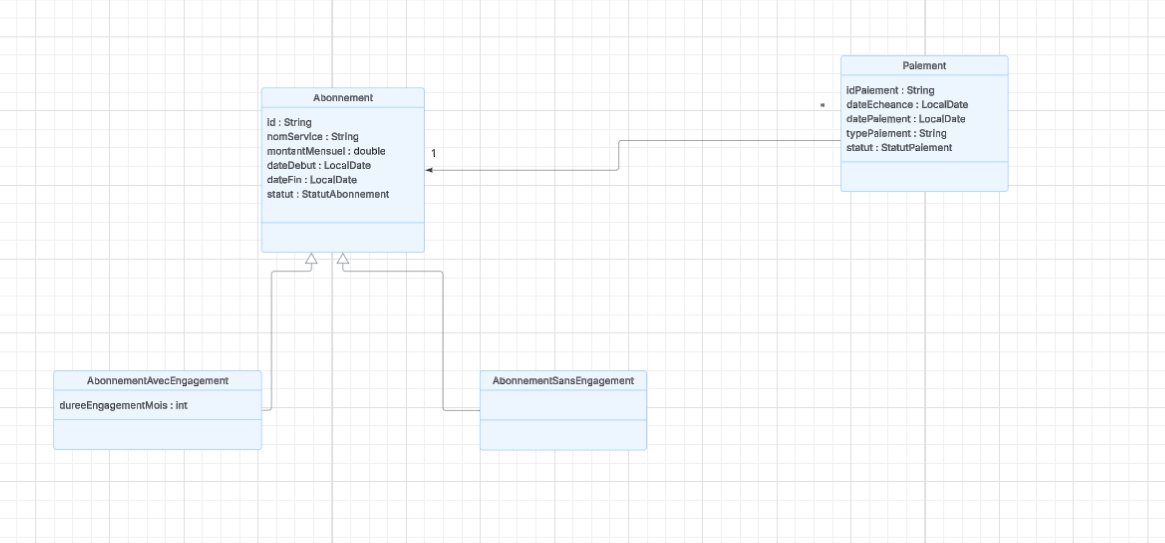 Abonnement
id : String
nomService : String
montantMensuel : double
dateDebut : LocalDate
dateFin : LocalDate
statut : StatutAbonnement
1
*
Paiement
idPaiement : String
dateEcheance : LocalDate
datePaiement : LocalDate
typePaiement : String
statut : StatutPaiement
AbonnementAvecEngagement
dureeEngagementMois : int
AbonnementSansEngagement